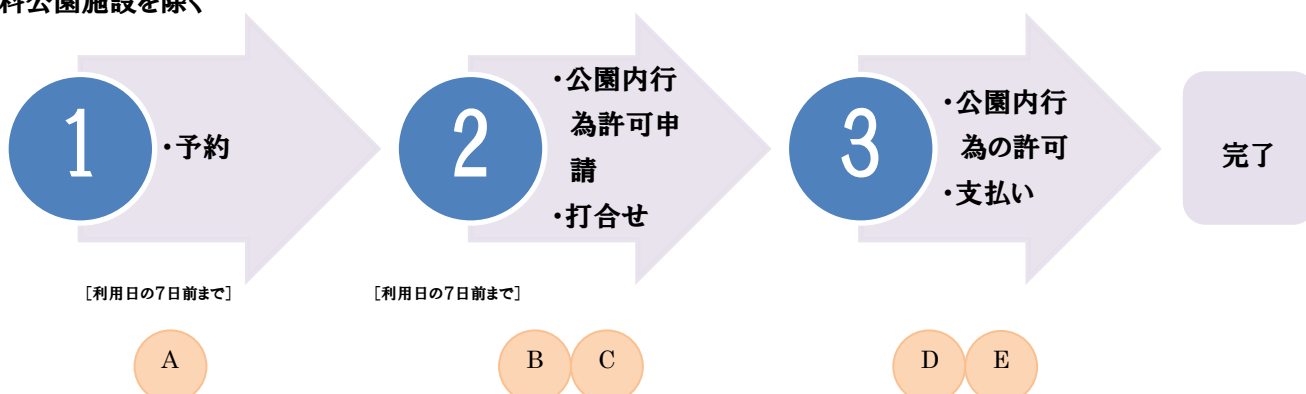 料公園施設を除く
1
・予約
2
・公園内行
為許可申
請
・打合せ
3
・公園内行
為の許可
・支払い
完了
[利用日の7日前まで]
[利用日の7日前まで]
A
B
C
D
E